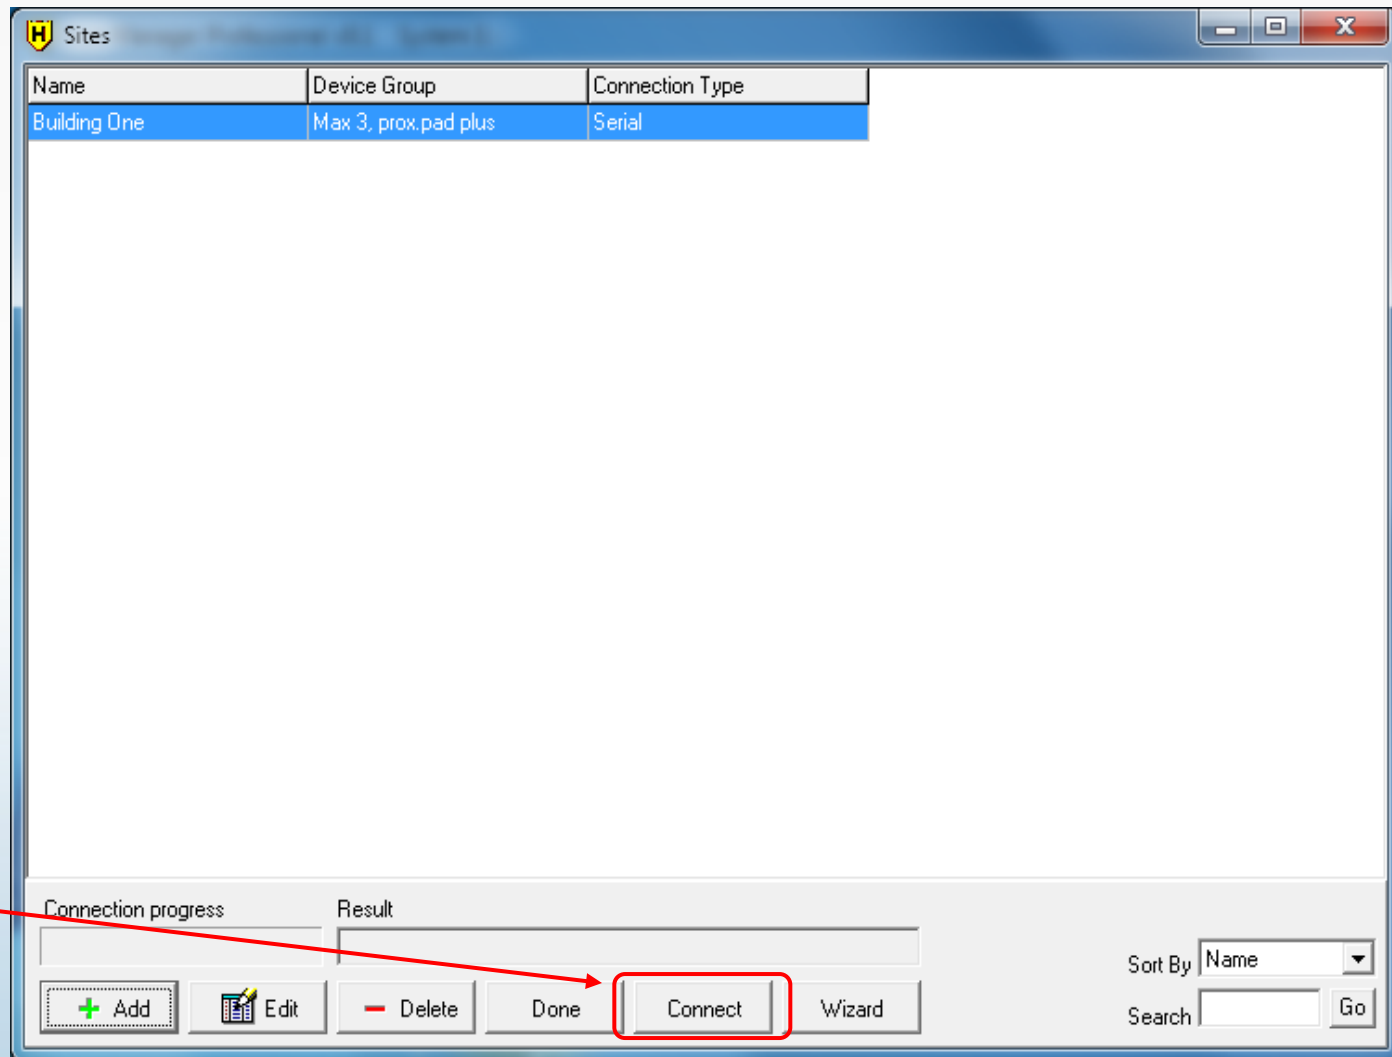 H Sites
Name Device Group Connection Type
Building One Max 3, prox.pad plus Serial
Connection progress Result
Sort By Name
Add Edit Delete Done Connect Wizard
Search Go